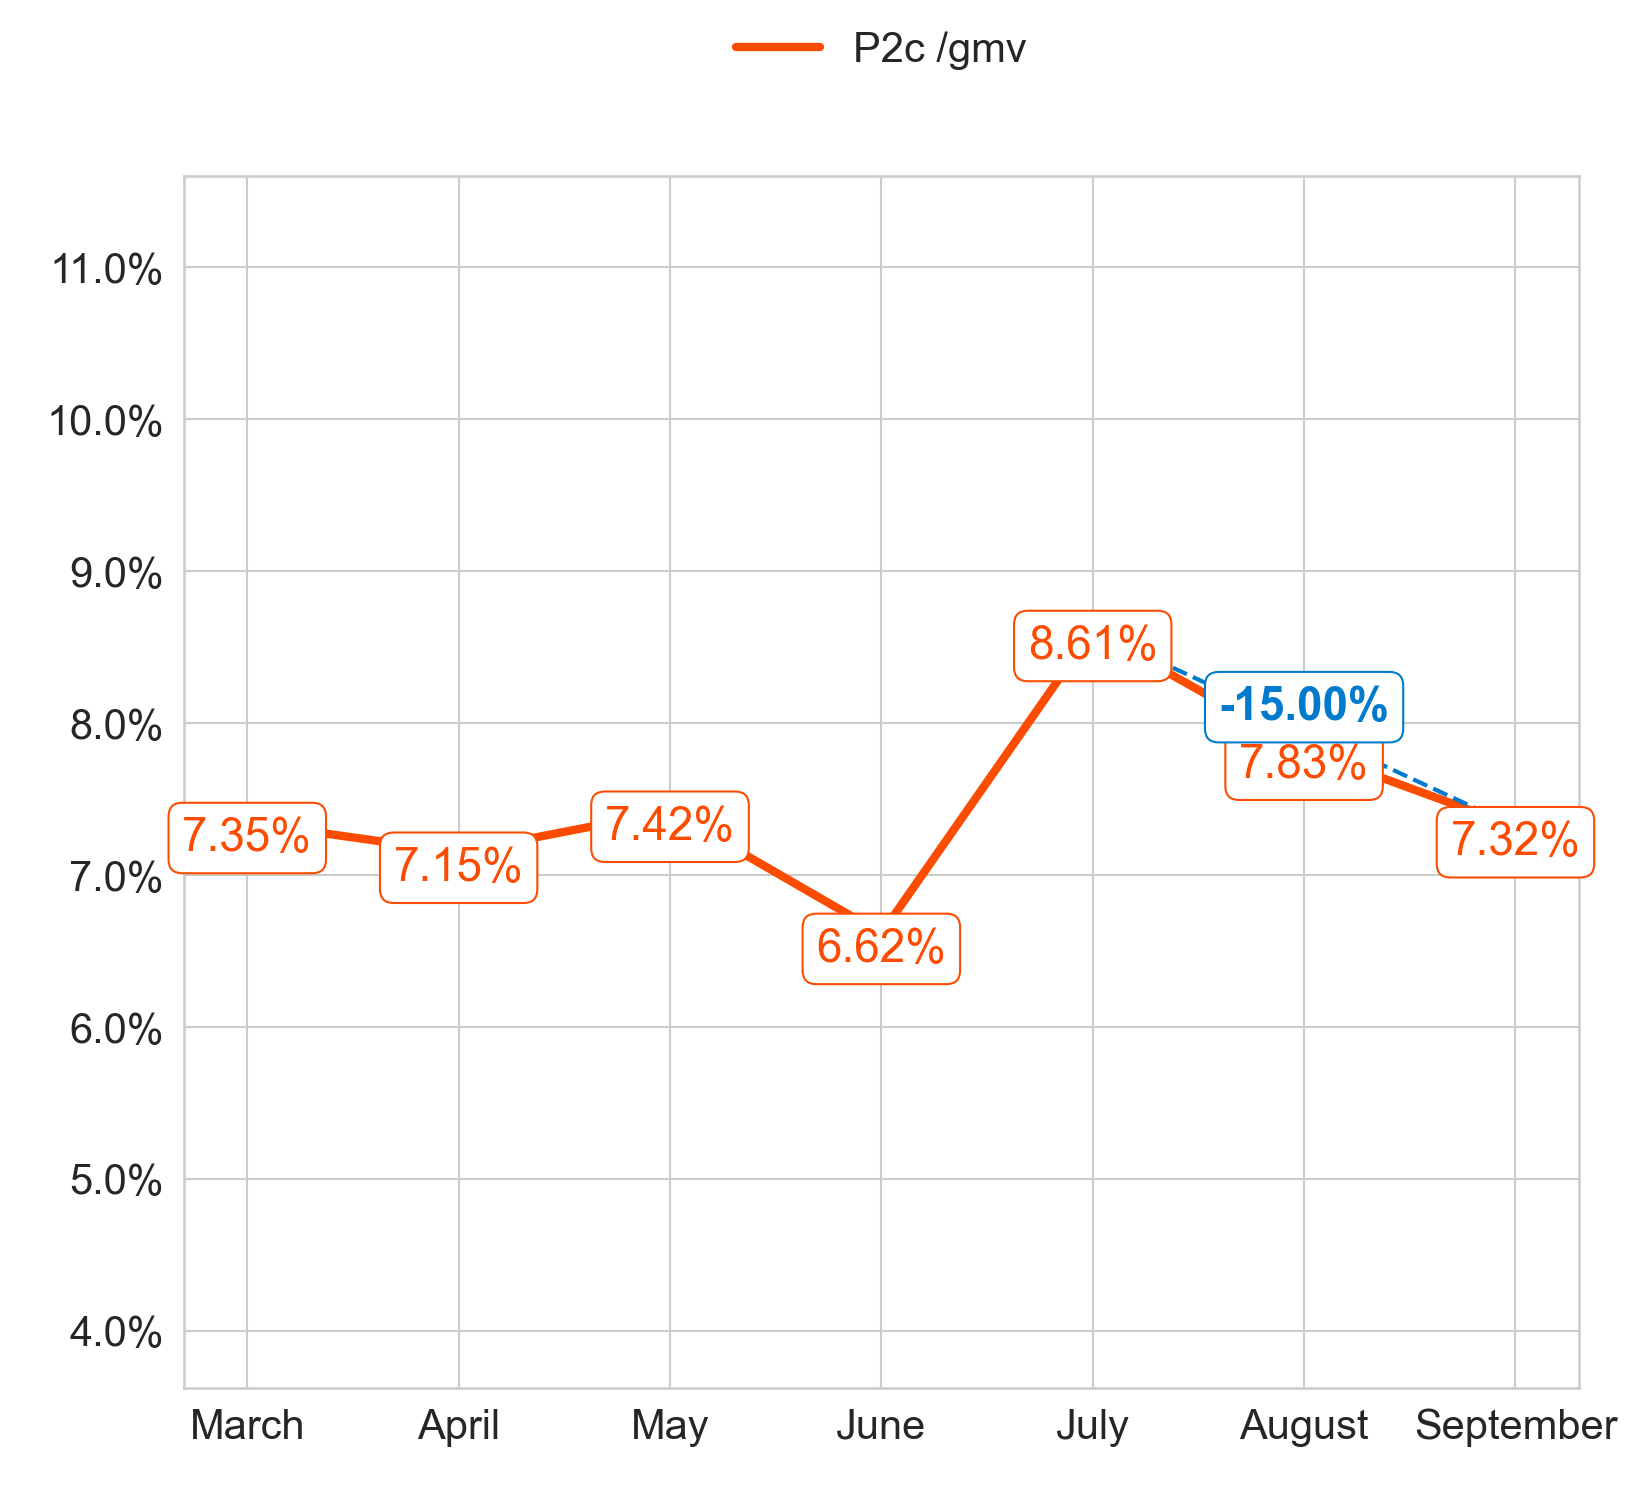 P2c /gmv
11.0%
10.0%
9.0%
8.0%
7.0%
6.0%
5.0%
4.0%
7.35%
7.15%
7.42%
6.62%
8.61%
-15.00%
7.83%
7.32%
March
April
May
June
July
August
September